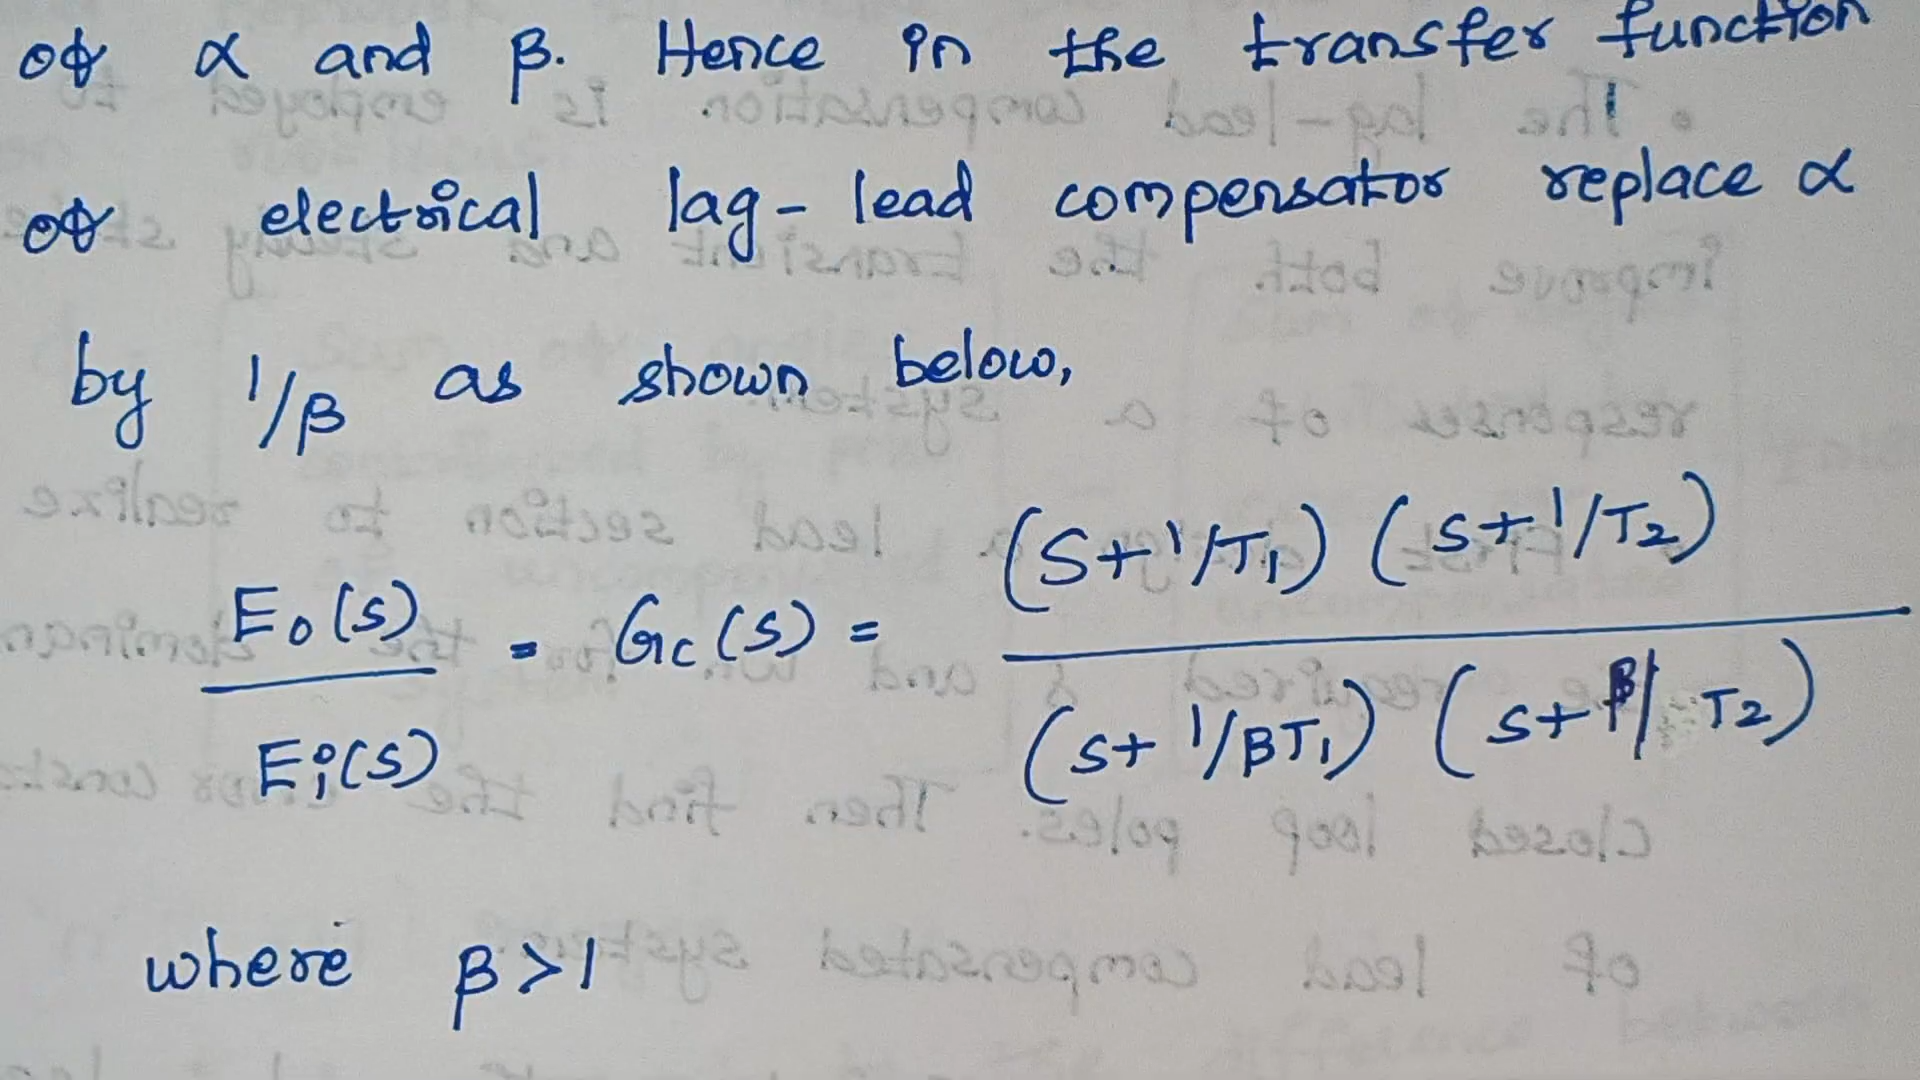 of α and β. Hence in the transfer function
of electrical lag-lead compensator replace α
by 1/β as shown below,
E₀(s)/Eᵢ(s) = Gc(s) = (S+1/T₁) (s+1/T₂) / (s+1/βT₁) (s+β/T₂)
where β>1